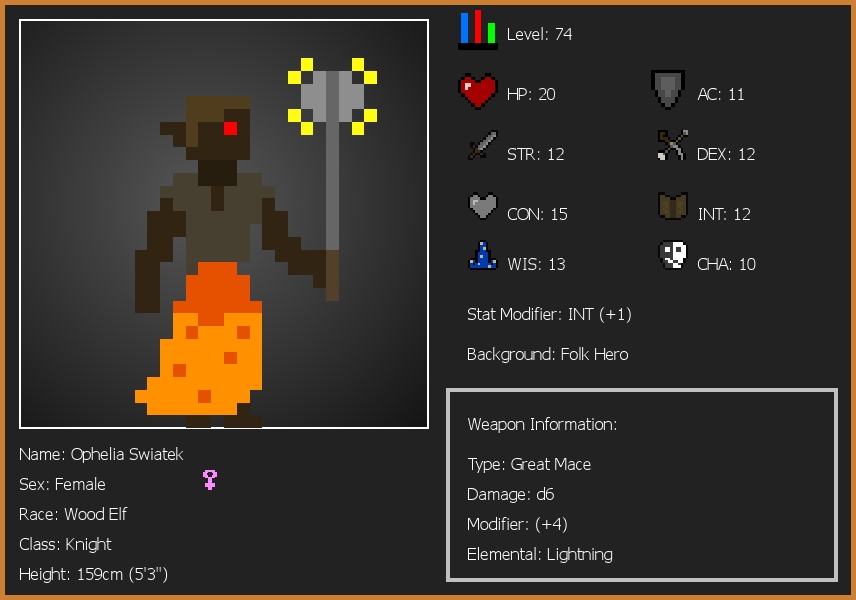 Level: 74
HP: 20
AC: 11
STR: 12
DEX: 12
CON: 15
INT: 12
WIS: 13
CHA: 10
Stat Modifier: INT (+1)
Background: Folk Hero
Weapon Information:
Type: Great Mace
Damage: d6
Modifier: (+4)
Elemental: Lightning
Name: Ophelia Swiatek
Sex: Female
Race: Wood Elf
Class: Knight
Height: 159cm (5'3")